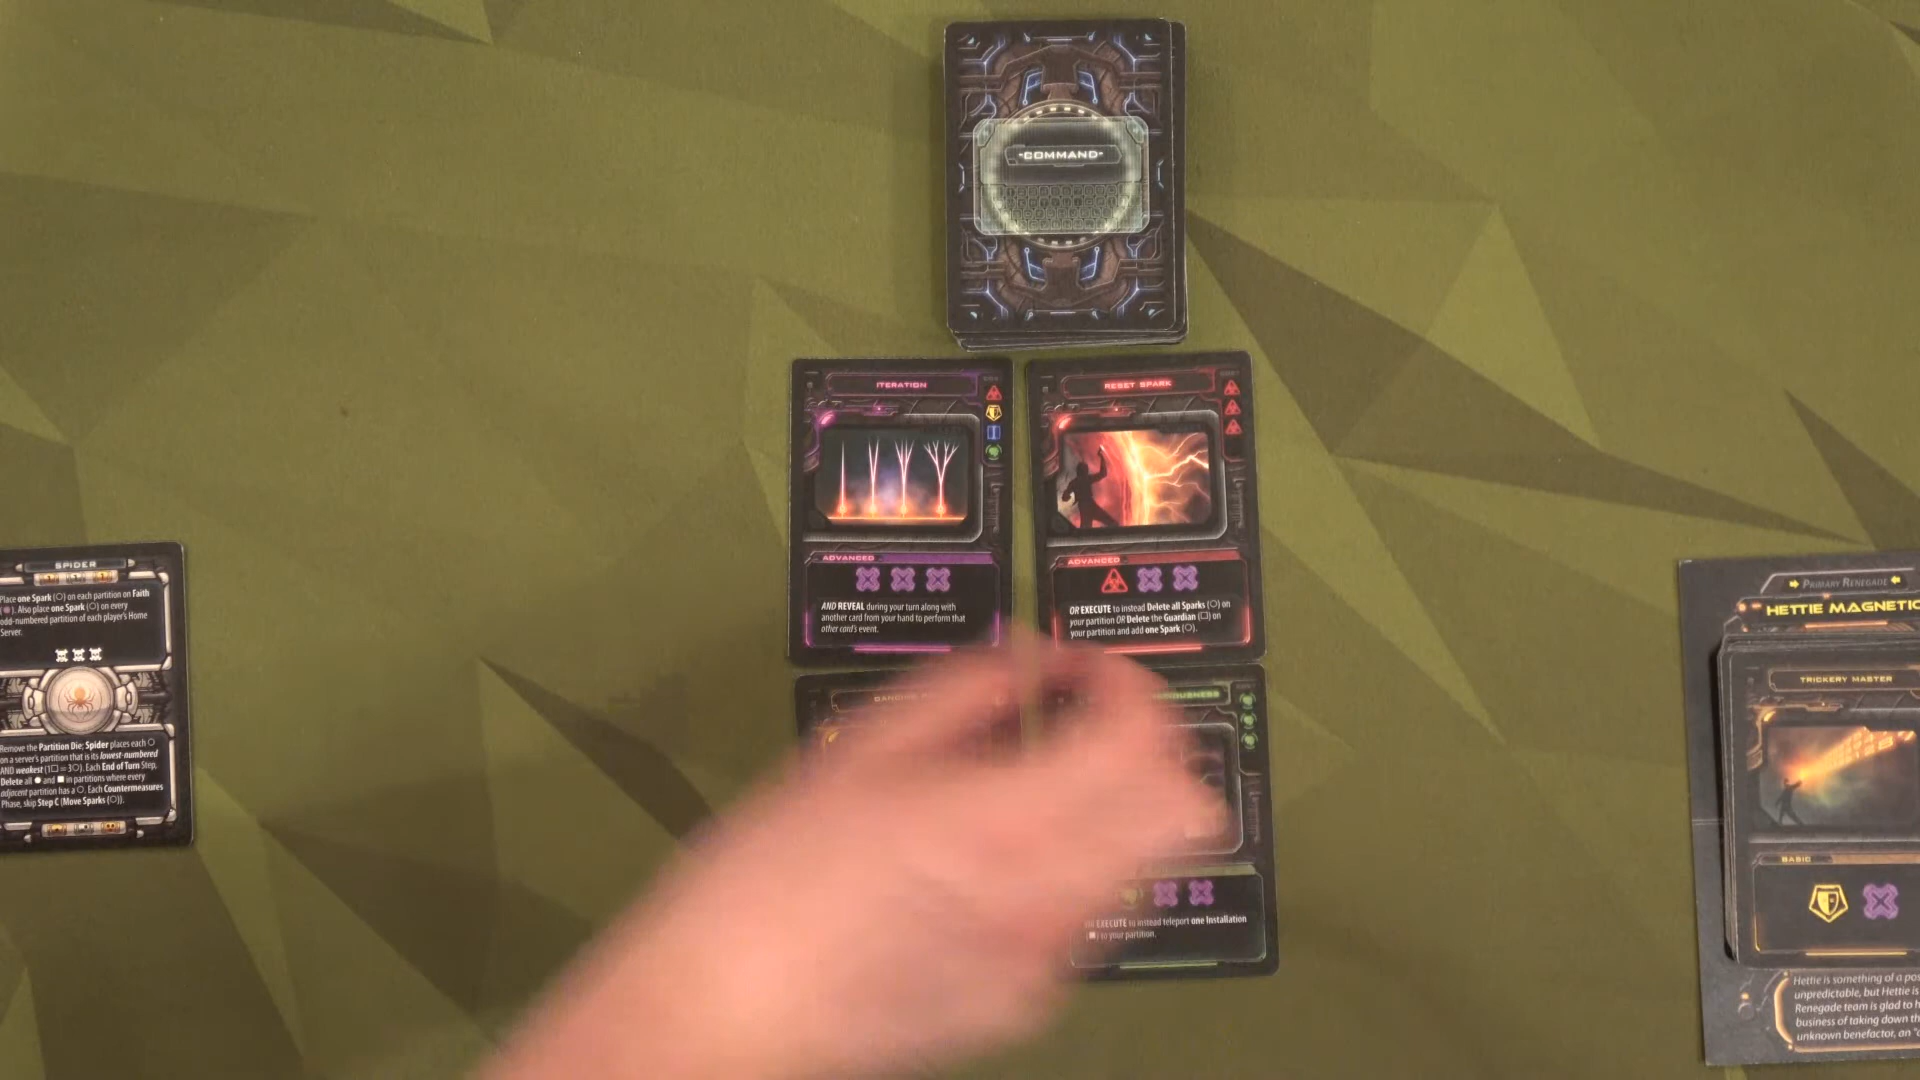 -COMMAND-
ITERATION
ADVANCED
AND REVEAL during your turn along with
another card from your hand to perform that
other card's event.
RESET SPARK
ADVANCED
OR EXECUTE to instead Delete all Sparks (○) on
your partition OR Delete the Guardian (□) on
your partition and add one Spark (○).
EXECUTE to instead teleport one Installation
(■) to your partition.
SPIDER
Place one Spark (○) on each partition on Faith
Also place one Spark (○) on every
odd-numbered partition of each player's Home
Server.
Remove the Partition Die; Spider places each ○
on a server's partition that is its lowest-numbered
AND weakest (1□=3○). Each End of Turn Step,
Delete all ● and ■ in partitions where every
adjacent partition has a ○. Each Countermeasures
Phase, skip Step C (Move Sparks (○)).
PRIMARY RENEGADE
HETTIE MAGNETIC
TRICKERY MASTER
BASIC
Hettie is something of a
unpredictable, but Hettie is
Renegade team is glad to
business of taking down
unknown benefactor, an